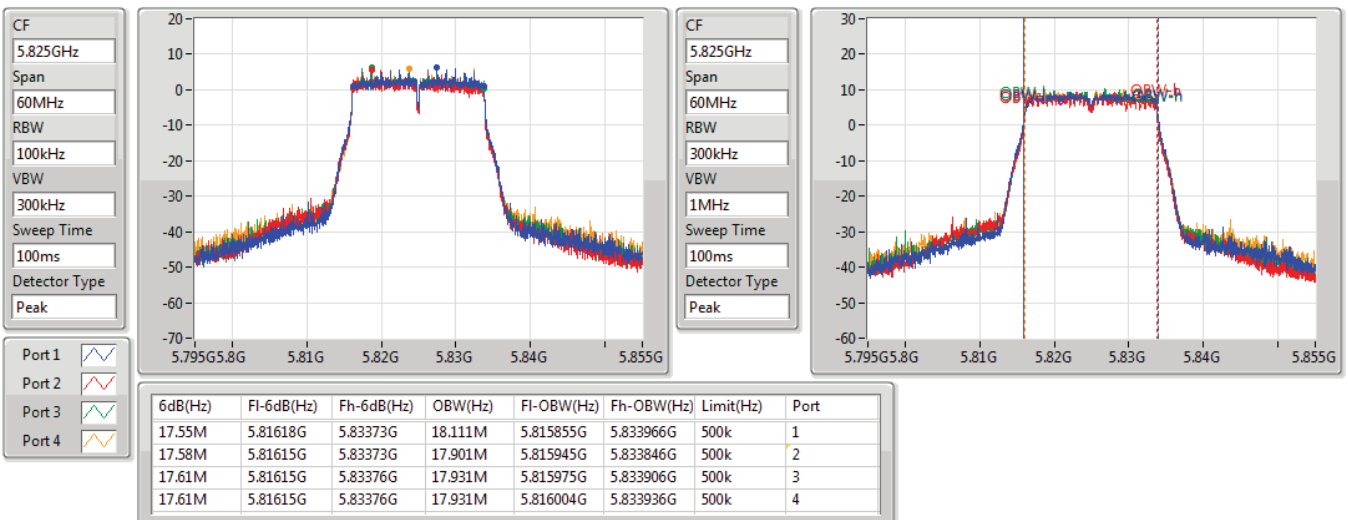 CF
5.825GHz
Span
60MHz
RBW
100kHz
VBW
300kHz
Sweep Time
100ms
Detector Type
Peak
20
10
0
-10
-20
-30
-40
-50
-60
-70
5.795G 5.8G 5.81G 5.82G 5.83G 5.84G 5.855G
CF
5.825GHz
Span
60MHz
RBW
300kHz
VBW
1MHz
Sweep Time
100ms
Detector Type
Peak
30
20
10
0
-10
-20
-30
-40
-50
-60
OBW-h
5.795G 5.8G 5.81G 5.82G 5.83G 5.84G 5.855G
Port 1
Port 2
Port 3
Port 4
6dB(Hz) Fl-6dB(Hz) Fh-6dB(Hz) OBW(Hz) Fl-OBW(Hz) Fh-OBW(Hz) Limit(Hz) Port
17.55M 5.81618G 5.83373G 18.111M 5.815855G 5.833966G 500k 1
17.58M 5.81615G 5.83373G 17.901M 5.815945G 5.833846G 500k 2
17.61M 5.81615G 5.83376G 17.931M 5.815975G 5.833906G 500k 3
17.61M 5.81615G 5.83376G 17.931M 5.816004G 5.833936G 500k 4